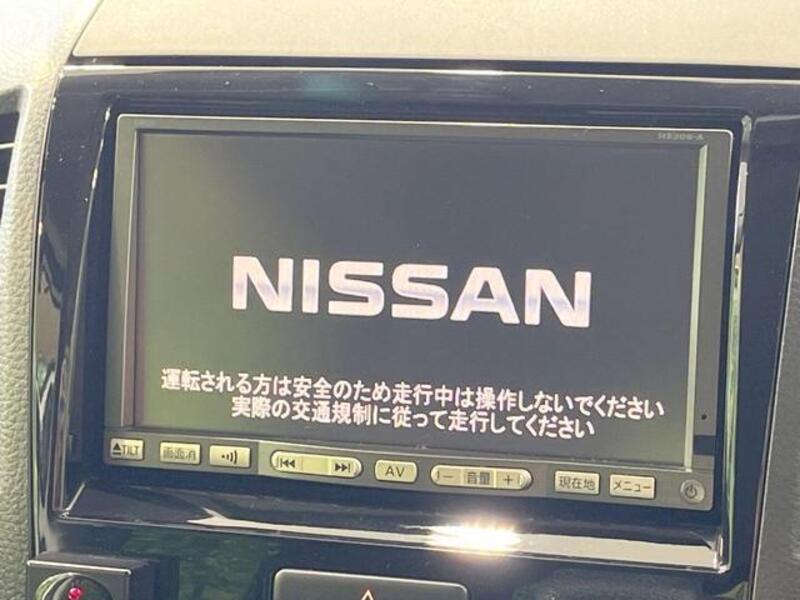 NISSAN
運転される方は安全のため走行中は操作しないでください
実際の交通規制に従って走行してください
▲TILT 画面消 AV − 音量 + 現在地 メニュー